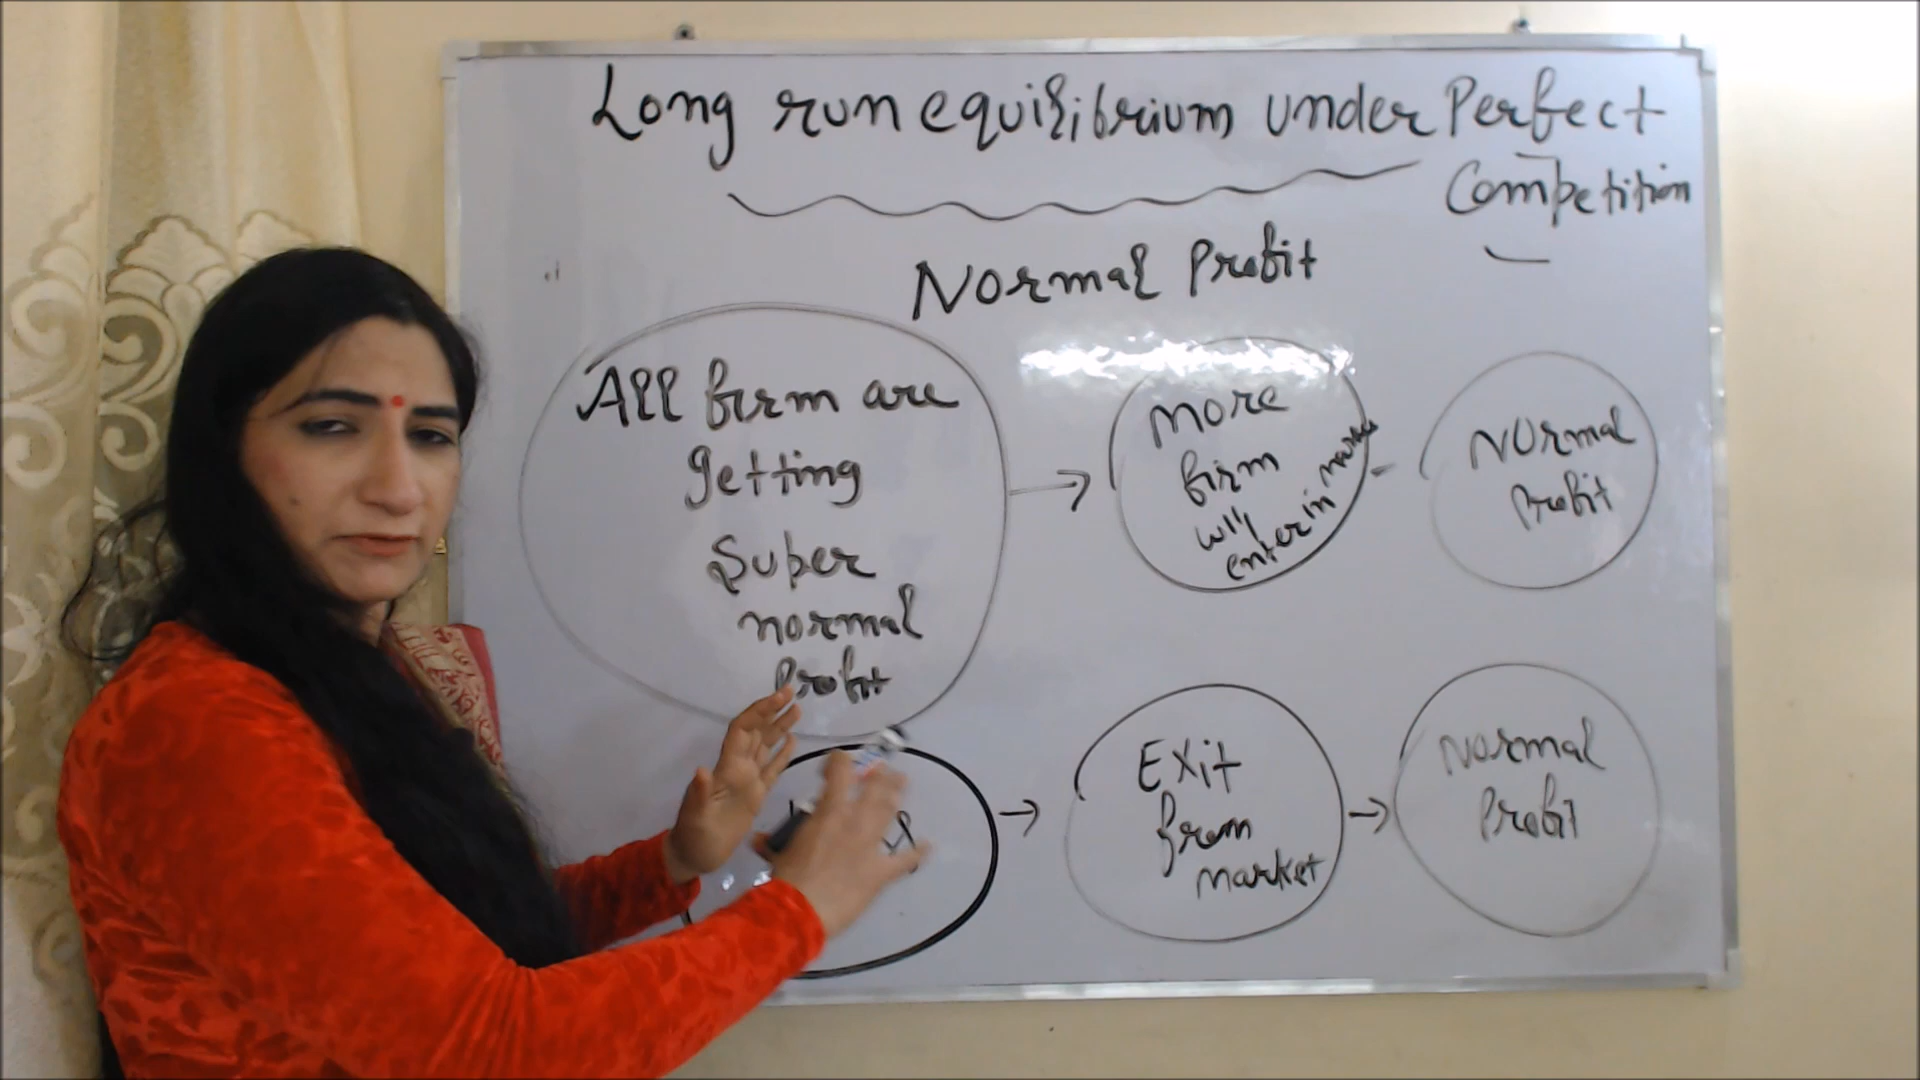 Long run equilibrium under Perfect
Competition
Normal Profit
All firm are
getting
Super
normal
Profit
more
firm
will
enter in market
Normal
Profit
Exit
from
market
Normal
Profit